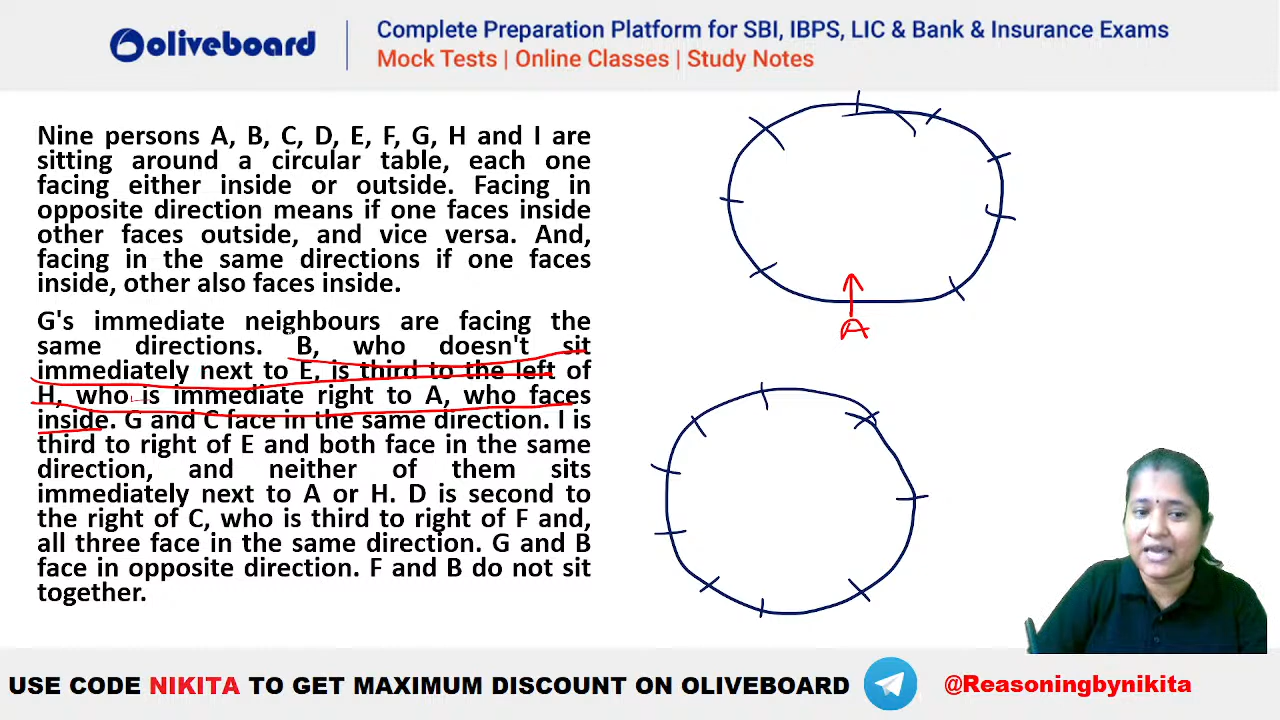 oliveboard
Complete Preparation Platform for SBI, IBPS, LIC & Bank & Insurance Exams
Mock Tests | Online Classes | Study Notes
Nine persons A, B, C, D, E, F, G, H and I are
sitting around a circular table, each one
facing either inside or outside. Facing in
opposite direction means if one faces inside
other faces outside, and vice versa. And,
facing in the same directions if one faces
inside, other also faces inside.
G's immediate neighbours are facing the
same directions. B, who doesn't sit
immediately next to E, is third to the left of
H, who is immediate right to A, who faces
inside. G and C face in the same direction. I is
third to right of E and both face in the same
direction, and neither of them sits
immediately next to A or H. D is second to
the right of C, who is third to right of F and,
all three face in the same direction. G and B
face in opposite direction. F and B do not sit
together.
A
USE CODE NIKITA TO GET MAXIMUM DISCOUNT ON OLIVEBOARD
@Reasoningbynikita